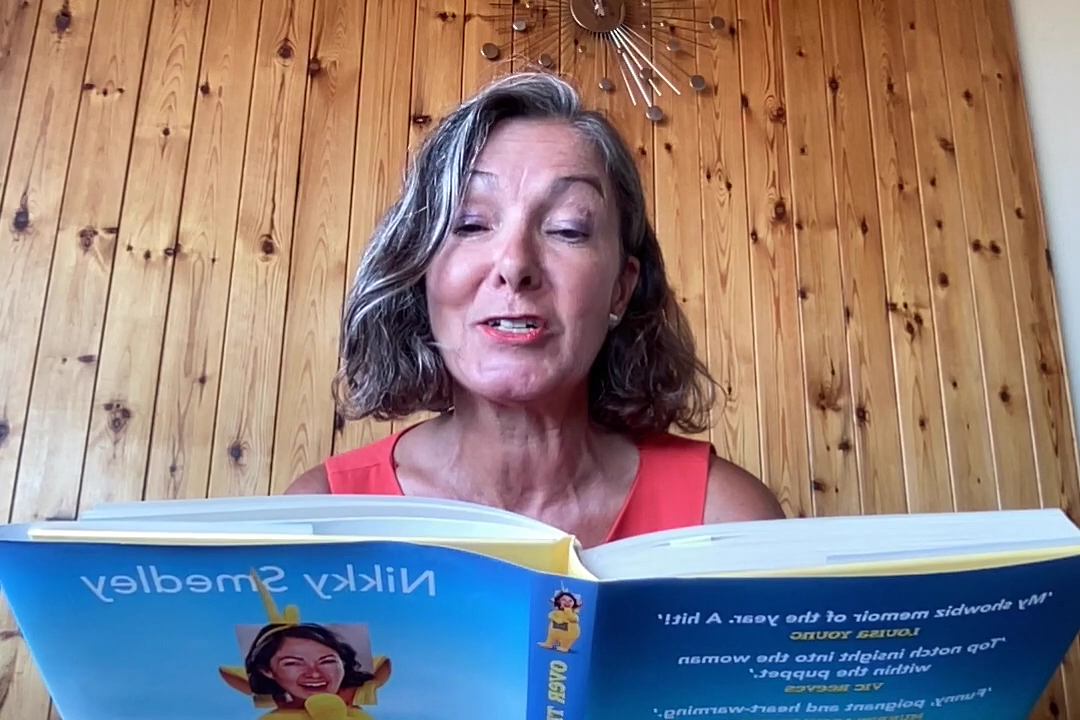 Nikky Smedley
OVER T
'My showbiz memoir of the year. A hit!'
LOUISA YOUNG
'Top notch insight into the woman
within the puppet.'
VIC REEVES
'Funny, poignant and heart-warming.'